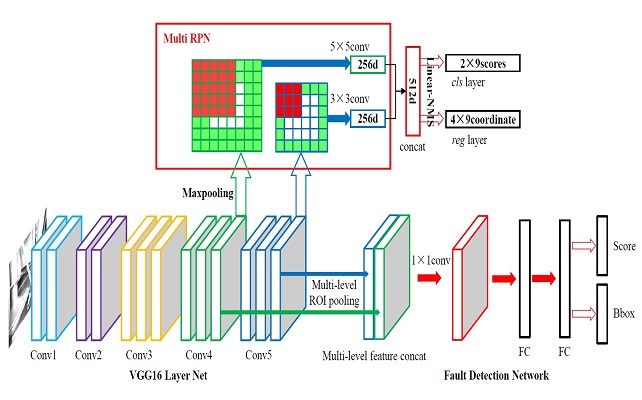 Multi RPN
5×5conv
256d
3×3conv
256d
512d
concat
Linear-NMS
2×9scores
cls layer
4×9coordinate
reg layer
Maxpooling
Multi-level
ROI pooling
1×1conv
Score
Bbox
Conv1
Conv2
Conv3
Conv4
Conv5
Multi-level feature concat
FC
FC
VGG16 Layer Net
Fault Detection Network